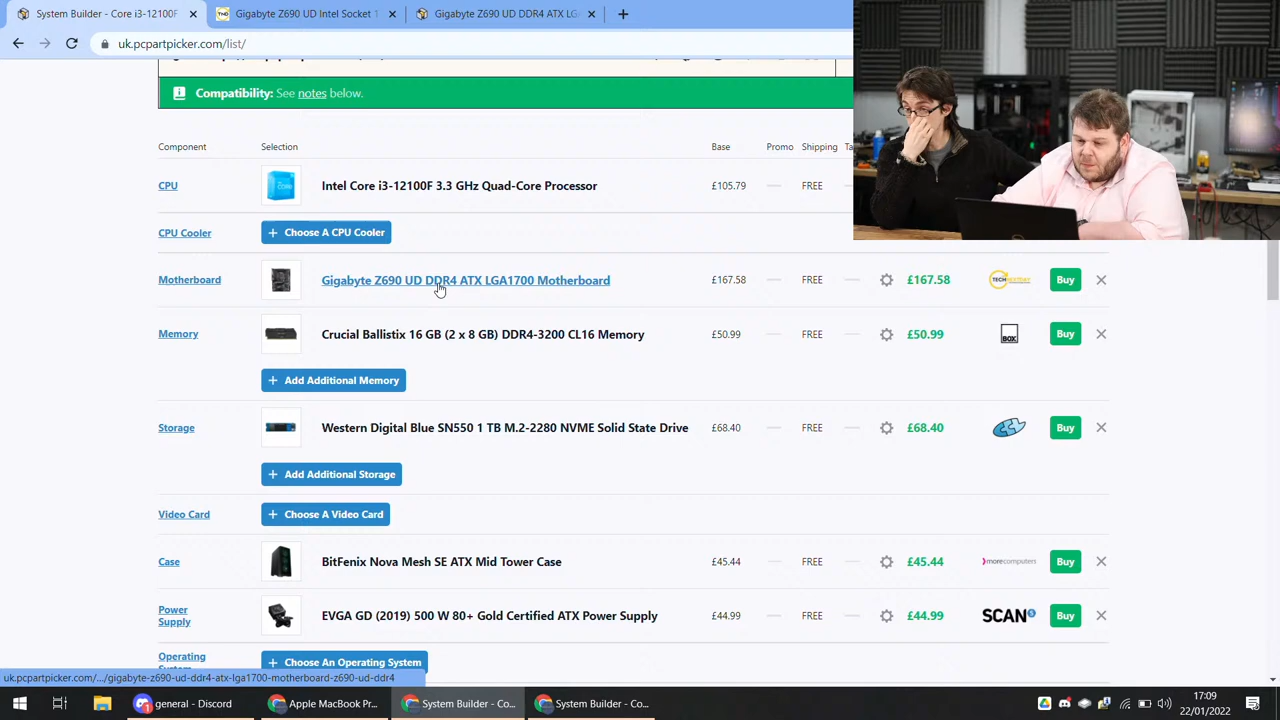 System Builder - Core i3-12100F
Gigabyte Z690 UD Intel Socket 1
Gigabyte Z690 UD DDR4 ATX LG
uk.pcpartpicker.com/list/
Compatibility: See notes below.
Component Selection Base Promo Shipping Ta
CPU Intel Core i3-12100F 3.3 GHz Quad-Core Processor £105.79 FREE
CPU Cooler + Choose A CPU Cooler
Motherboard Gigabyte Z690 UD DDR4 ATX LGA1700 Motherboard £167.58 FREE £167.58 Buy
Memory Crucial Ballistix 16 GB (2 x 8 GB) DDR4-3200 CL16 Memory £50.99 FREE £50.99 BOX Buy
+ Add Additional Memory
Storage Western Digital Blue SN550 1 TB M.2-2280 NVME Solid State Drive £68.40 FREE £68.40 Buy
+ Add Additional Storage
Video Card + Choose A Video Card
Case BitFenix Nova Mesh SE ATX Mid Tower Case £45.44 FREE £45.44 morecomputers Buy
Power Supply EVGA GD (2019) 500 W 80+ Gold Certified ATX Power Supply £44.99 FREE £44.99 SCAN Buy
Operating + Choose An Operating System
uk.pcpartpicker.com/.../gigabyte-z690-ud-ddr4-atx-lga1700-motherboard-z690-ud-ddr4
general - Discord
Apple MacBook P...
System Builder - Co...
System Builder - Co...
17:09
22/01/2022